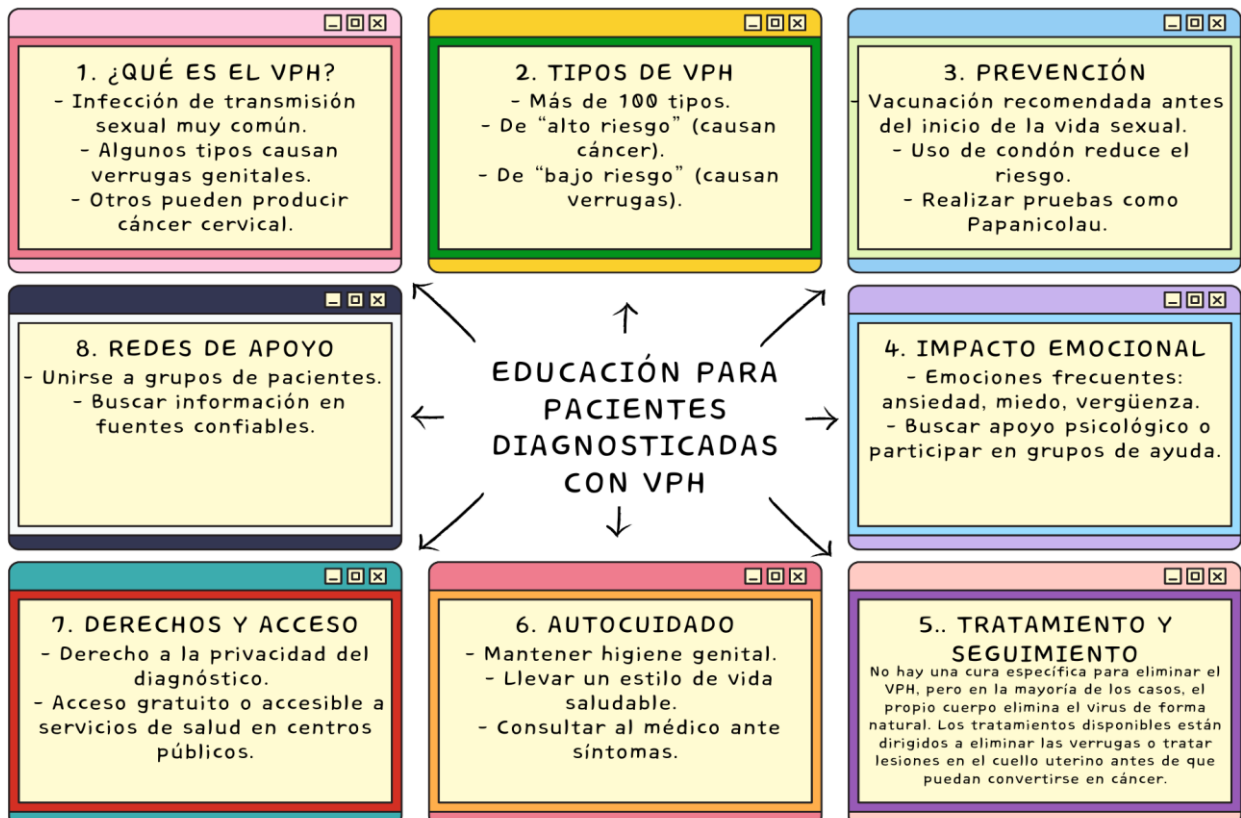 1. ¿QUÉ ES EL VPH?
- Infección de transmisión
sexual muy común.
- Algunos tipos causan
verrugas genitales.
- Otros pueden producir
cáncer cervical.
2. TIPOS DE VPH
- Más de 100 tipos.
- De “alto riesgo” (causan
cáncer).
- De “bajo riesgo” (causan
verrugas).
3. PREVENCIÓN
- Vacunación recomendada antes
del inicio de la vida sexual.
- Uso de condón reduce el
riesgo.
- Realizar pruebas como
Papanicolau.
8. REDES DE APOYO
- Unirse a grupos de pacientes.
- Buscar información en
fuentes confiables.
EDUCACIÓN PARA
PACIENTES
DIAGNOSTICADAS
CON VPH
4. IMPACTO EMOCIONAL
- Emociones frecuentes:
ansiedad, miedo, vergüenza.
- Buscar apoyo psicológico o
participar en grupos de ayuda.
7. DERECHOS Y ACCESO
- Derecho a la privacidad del
diagnóstico.
- Acceso gratuito o accesible a
servicios de salud en centros
públicos.
6. AUTOCUIDADO
- Mantener higiene genital.
- Llevar un estilo de vida
saludable.
- Consultar al médico ante
síntomas.
5.. TRATAMIENTO Y
SEGUIMIENTO
No hay una cura específica para eliminar el
VPH, pero en la mayoría de los casos, el
propio cuerpo elimina el virus de forma
natural. Los tratamientos disponibles están
dirigidos a eliminar las verrugas o tratar
lesiones en el cuello uterino antes de que
puedan convertirse en cáncer.